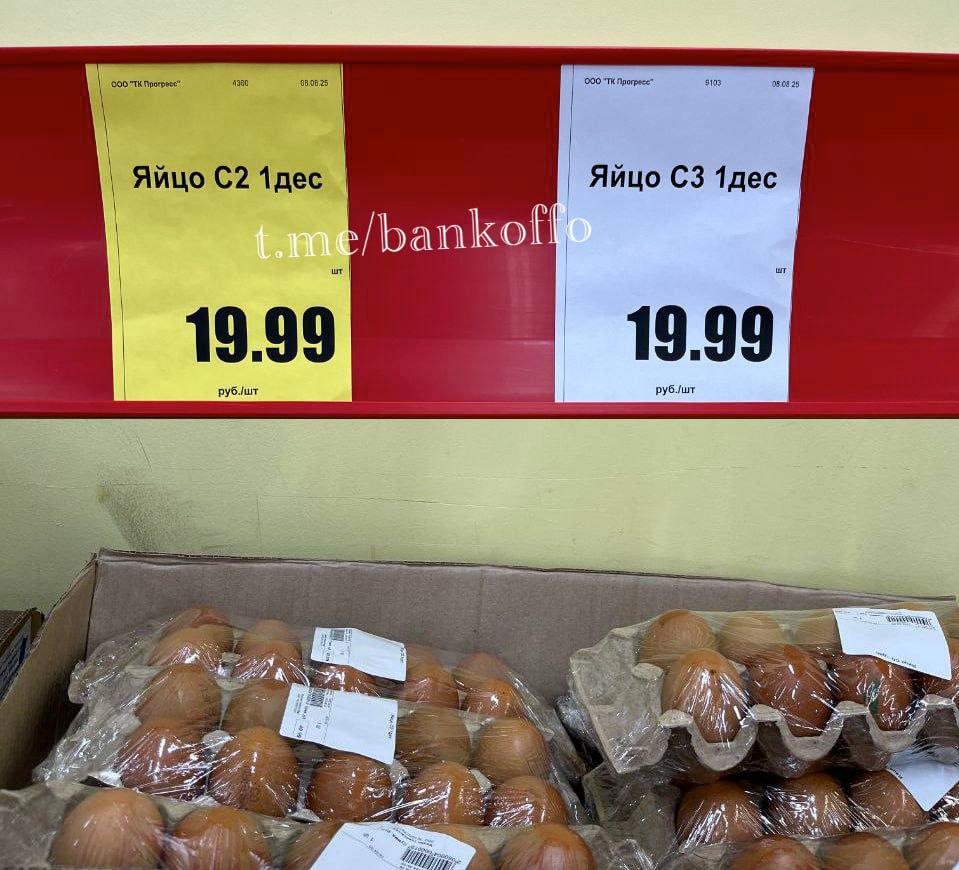 ООО "ТК Прогресс" 4380 08.08.25
Яйцо С2 1дес
шт
19.99
руб./шт
ООО "ТК Прогресс" 9103 08.08.25
Яйцо С3 1дес
шт
19.99
руб./шт
t.me/bankoffo